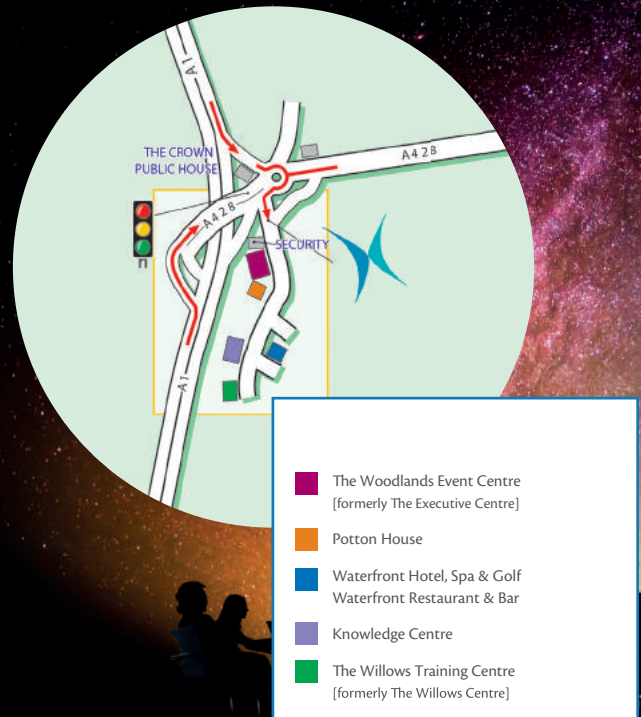 A1
THE CROWN
PUBLIC HOUSE
A428
A428
SECURITY
A1
The Woodlands Event Centre
[formerly The Executive Centre]
Potton House
Waterfront Hotel, Spa & Golf
Waterfront Restaurant & Bar
Knowledge Centre
The Willows Training Centre
[formerly The Willows Centre]